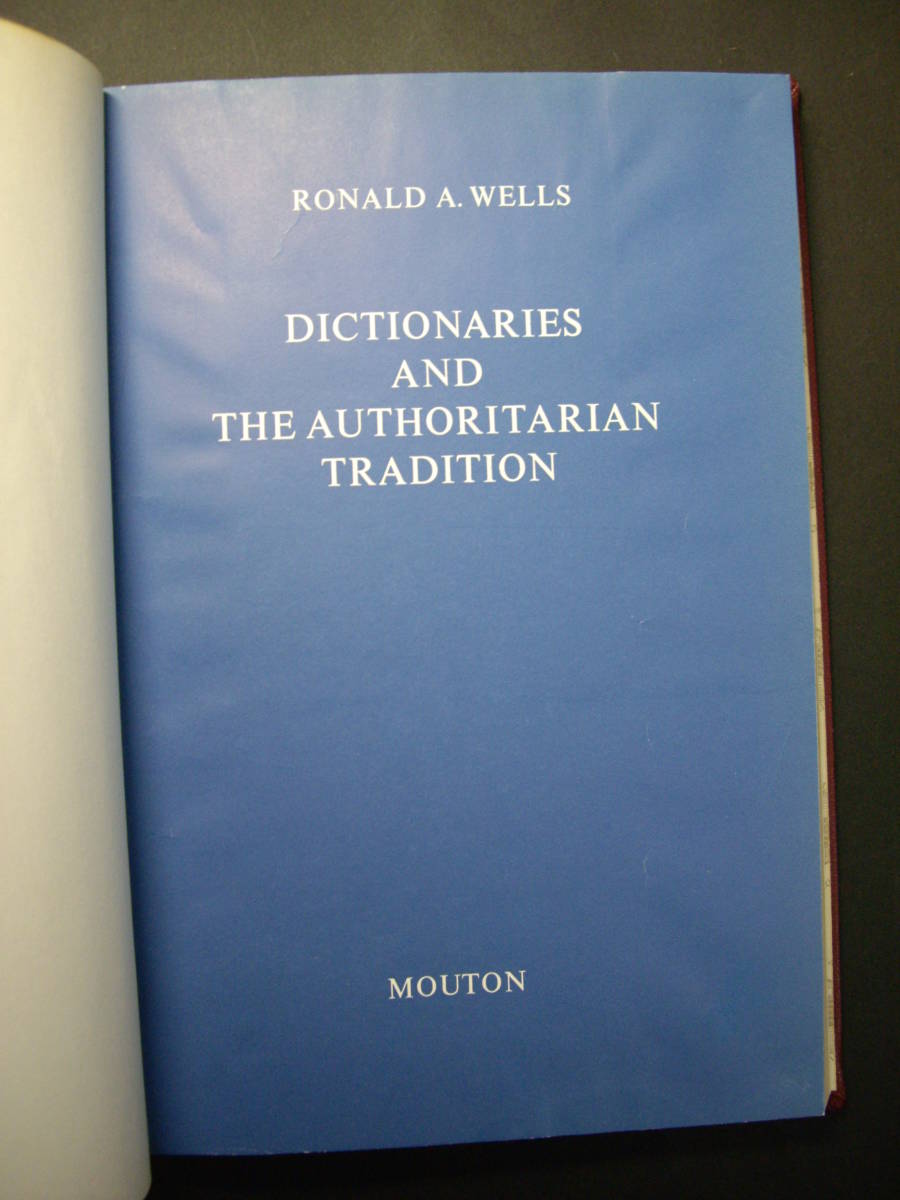 RONALD A. WELLS
DICTIONARIES
AND
THE AUTHORITARIAN
TRADITION
MOUTON